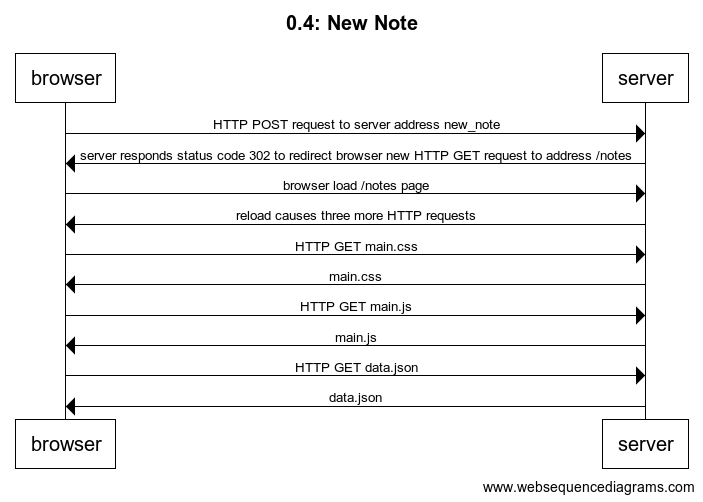 0.4: New Note
browser server
HTTP POST request to server address new_note
server responds status code 302 to redirect browser new HTTP GET request to address /notes
browser load /notes page
reload causes three more HTTP requests
HTTP GET main.css
main.css
HTTP GET main.js
main.js
HTTP GET data.json
data.json
browser server
www.websequencediagrams.com